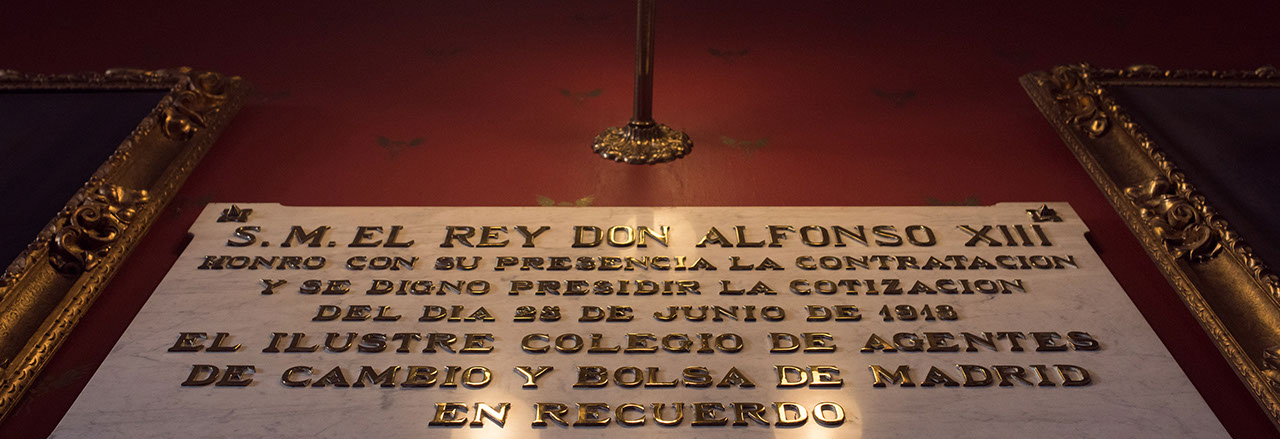 S. M. EL REY DON ALFONSO XIII
HONRO CON SU PRESENCIA LA CONTRATACION
Y SE DIGNO PRESIDIR LA COTIZACION
DEL DIA 28 DE JUNIO DE 1918
EL ILUSTRE COLEGIO DE AGENTES
DE CAMBIO Y BOLSA DE MADRID
EN RECUERDO